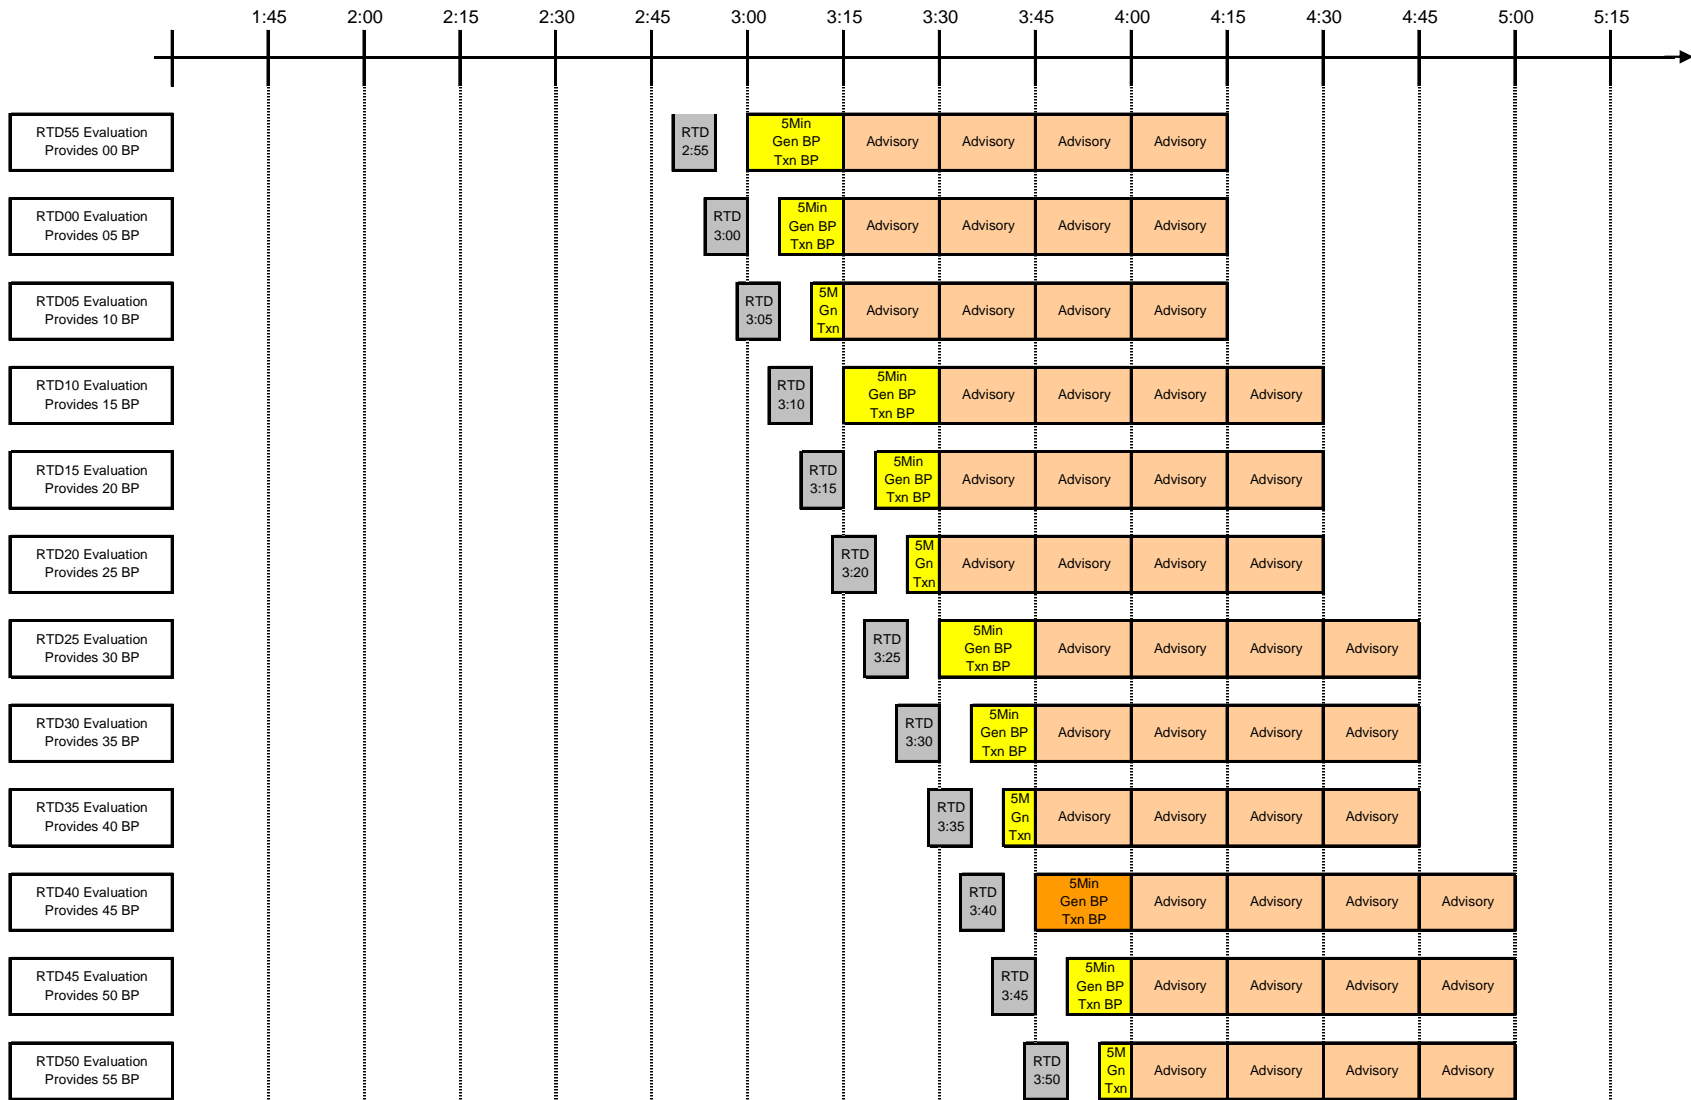 1:45 2:00 2:15 2:30 2:45 3:00 3:15 3:30 3:45 4:00 4:15 4:30 4:45 5:00 5:15
RTD55 Evaluation
Provides 00 BP
RTD
2:55
5Min
Gen BP
Txn BP
Advisory Advisory Advisory Advisory
RTD00 Evaluation
Provides 05 BP
RTD
3:00
5Min
Gen BP
Txn BP
Advisory Advisory Advisory Advisory
RTD05 Evaluation
Provides 10 BP
RTD
3:05
5M
Gn
Txn
Advisory Advisory Advisory Advisory
RTD10 Evaluation
Provides 15 BP
RTD
3:10
5Min
Gen BP
Txn BP
Advisory Advisory Advisory Advisory
RTD15 Evaluation
Provides 20 BP
RTD
3:15
5Min
Gen BP
Txn BP
Advisory Advisory Advisory Advisory
RTD20 Evaluation
Provides 25 BP
RTD
3:20
5M
Gn
Txn
Advisory Advisory Advisory Advisory
RTD25 Evaluation
Provides 30 BP
RTD
3:25
5Min
Gen BP
Txn BP
Advisory Advisory Advisory Advisory
RTD30 Evaluation
Provides 35 BP
RTD
3:30
5Min
Gen BP
Txn BP
Advisory Advisory Advisory Advisory
RTD35 Evaluation
Provides 40 BP
RTD
3:35
5M
Gn
Txn
Advisory Advisory Advisory Advisory
RTD40 Evaluation
Provides 45 BP
RTD
3:40
5Min
Gen BP
Txn BP
Advisory Advisory Advisory Advisory
RTD45 Evaluation
Provides 50 BP
RTD
3:45
5Min
Gen BP
Txn BP
Advisory Advisory Advisory Advisory
RTD50 Evaluation
Provides 55 BP
RTD
3:50
5M
Gn
Txn
Advisory Advisory Advisory Advisory